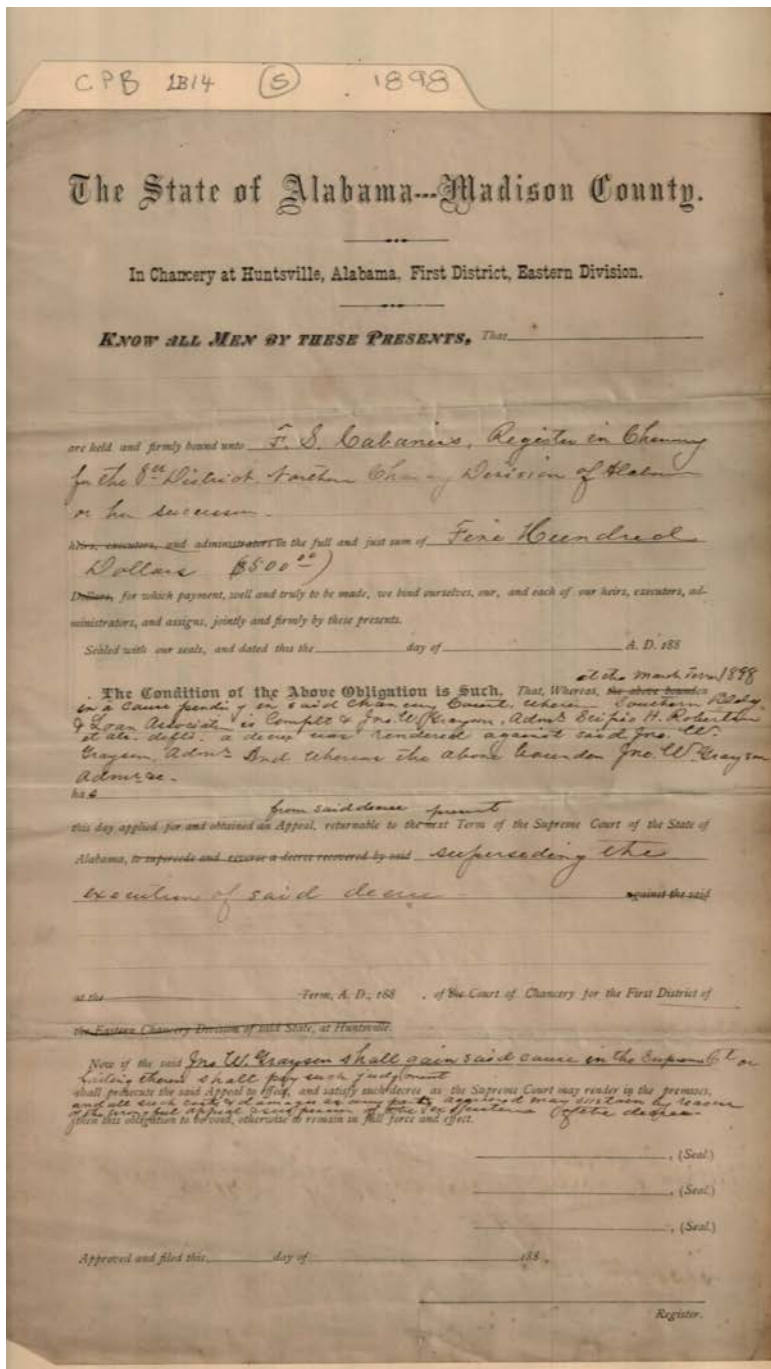 CPB 2B14 (5) . 1898
The State of Alabama---Madison County.
In Chancery at Huntsville, Alabama, First District, Eastern Division.
KNOW ALL MEN BY THESE PRESENTS, That
are held and firmly bound unto F. S. Cabaniss, Register in Chancery
for the 8th District, Northern Chancery Division of Alabama
or his successor.
heirs, executors, and administrators in the full and just sum of Five Hundred
Dollars ($500.00)
Dollars, for which payment, well and truly to be made, we bind ourselves, our, and each of our heirs, executors, ad-
ministrators, and assigns, jointly and firmly by these presents.
Sealed with our seals, and dated this the day of A. D. 188
at the March Term 1898
The Condition of the Above Obligation is Such, That, Whereas, the above bounden
in a cause pending in said Chancery Court, wherein Southern Bldg.
& Loan Association is Complt & Jno. W. Grayson, Admr. Scipio H. Robertson
et als. defts. a decree was rendered against said Jno. W.
Grayson, Admr. And whereas the above bounden Jno. W. Grayson
Admr. &c.
has
from said decree present
this day applied for and obtained an Appeal, returnable to the next Term of the Supreme Court of the State of
Alabama, to supercede and reverse a decree recovered by said superseding the
execution of said decree against the said
at the Term, A. D., 188 , of the Court of Chancery for the First District of
the Eastern Chancery Division of said State, at Huntsville.
Now if the said Jno. W. Grayson shall gain said cause in the Supreme Ct. or
failing therein shall pay such judgment
shall prosecute the said Appeal to effect, and satisfy such decree as the Supreme Court may render in the premises,
and all such costs & damages as any party aggrieved may sustain by reason
of the wrongful appeal & suspension of the execution of the decree
then this obligation to be void, otherwise to remain in full force and effect.
, (Seal.)
, (Seal.)
, (Seal.)
Approved and filed this day of 188 .
Register.